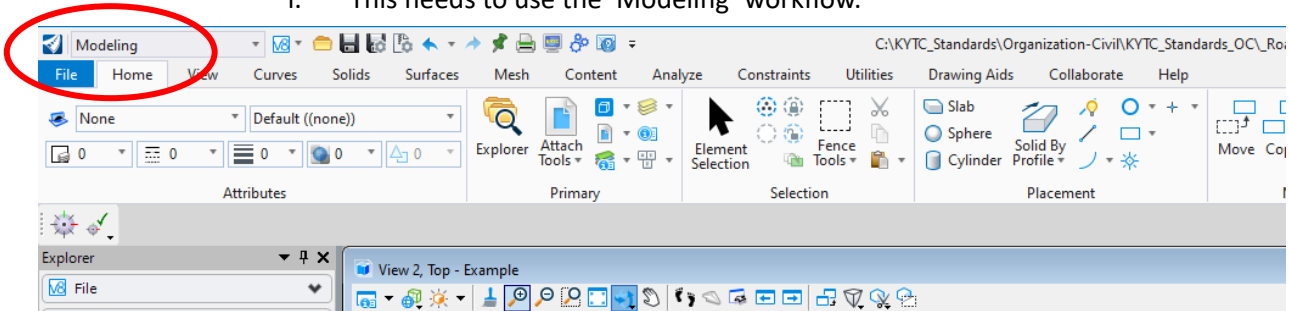 i. This needs to use the 'Modeling' workflow.
Modeling C:\KYTC_Standards\Organization-Civil\KYTC_Standards_OC\_Roa
File Home View Curves Solids Surfaces Mesh Content Analyze Constraints Utilities Drawing Aids Collaborate Help
None Default ((none)) Slab
Sphere
0 0 0 0 0 Explorer Attach Tools Element Selection Fence Tools Cylinder Solid By Profile Move Cop
Attributes Primary Selection Placement
Explorer
View 2, Top - Example
File